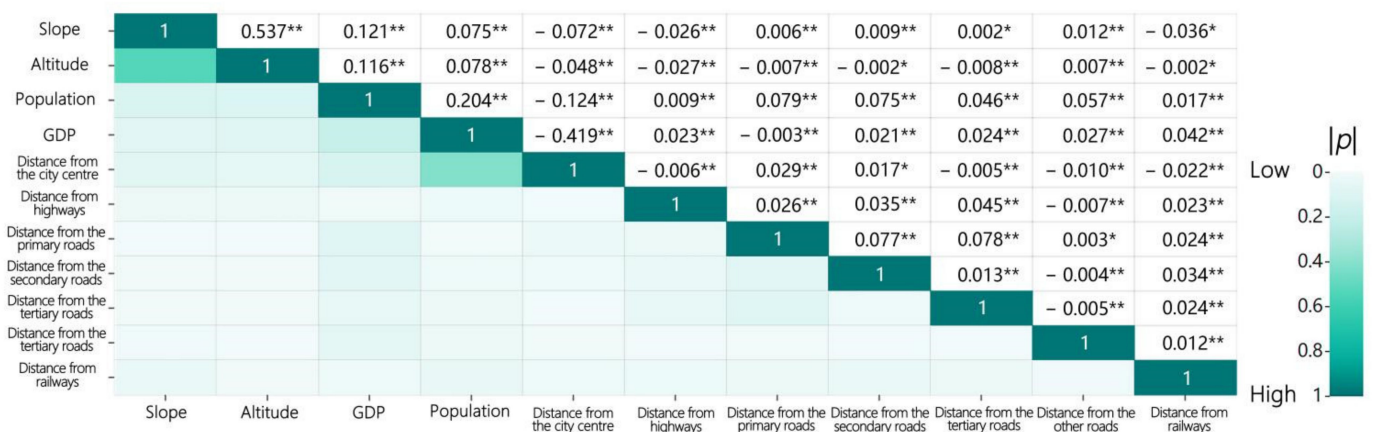 Slope 1 0.537** 0.121** 0.075** – 0.072** – 0.026** 0.006** 0.009** 0.002* 0.012** – 0.036*
Altitude 1 0.116** 0.078** – 0.048** – 0.027** – 0.007** – 0.002* – 0.008** 0.007** – 0.002*
Population 1 0.204** – 0.124** 0.009** 0.079** 0.075** 0.046** 0.057** 0.017**
GDP 1 – 0.419** 0.023** – 0.003** 0.021** 0.024** 0.027** 0.042**
Distance from
the city centre 1 – 0.006** 0.029** 0.017* – 0.005** – 0.010** – 0.022**
Distance from
highways 1 0.026** 0.035** 0.045** – 0.007** 0.023**
Distance from the
primary roads 1 0.077** 0.078** 0.003* 0.024**
Distance from the
secondary roads 1 0.013** – 0.004** 0.034**
Distance from the
tertiary roads 1 – 0.005** 0.024**
Distance from the
tertiary roads 1 0.012**
Distance from
railways 1
Slope Altitude GDP Population Distance from Distance from Distance from the Distance from the Distance from the Distance from the Distance from
the city centre highways primary roads secondary roads tertiary roads other roads railways
|p|
Low 0
0.2
0.4
0.6
0.8
High 1